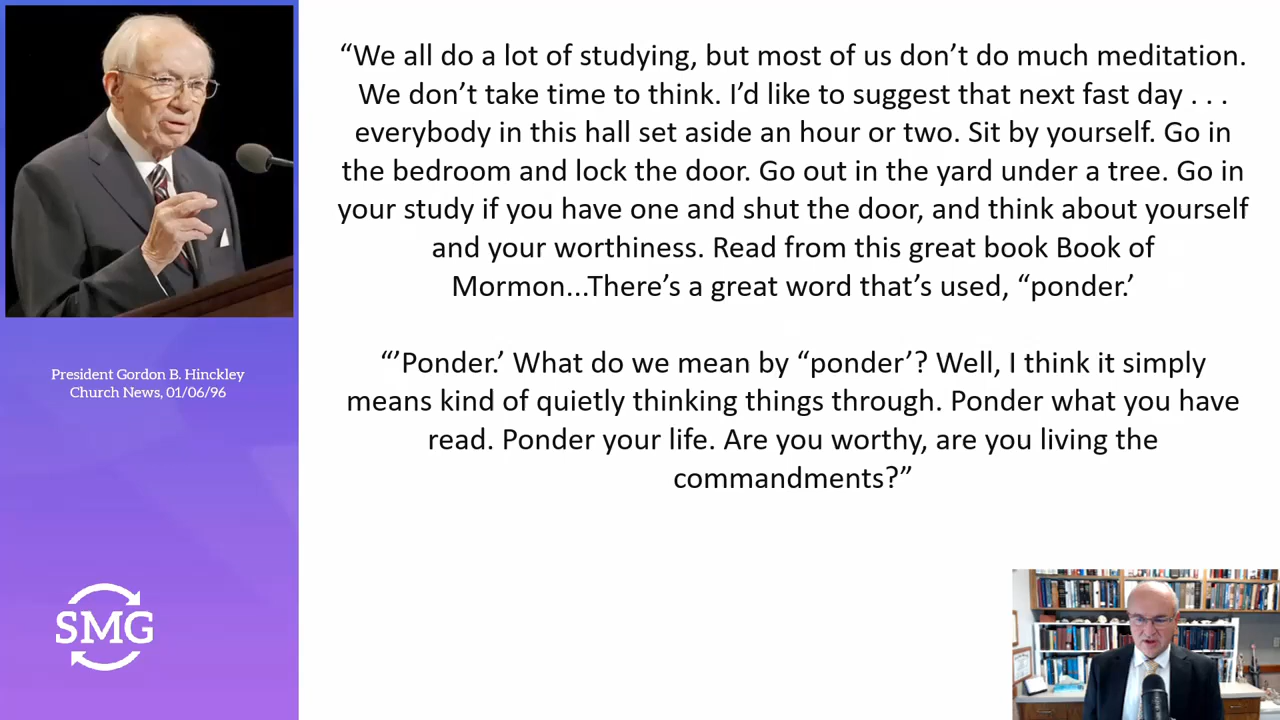 “We all do a lot of studying, but most of us don’t do much meditation.
We don’t take time to think. I’d like to suggest that next fast day . . .
everybody in this hall set aside an hour or two. Sit by yourself. Go in
the bedroom and lock the door. Go out in the yard under a tree. Go in
your study if you have one and shut the door, and think about yourself
and your worthiness. Read from this great book Book of
Mormon...There’s a great word that’s used, “ponder.’
“’Ponder.’ What do we mean by “ponder’? Well, I think it simply
means kind of quietly thinking things through. Ponder what you have
read. Ponder your life. Are you worthy, are you living the
commandments?”
President Gordon B. Hinckley
Church News, 01/06/96
SMG